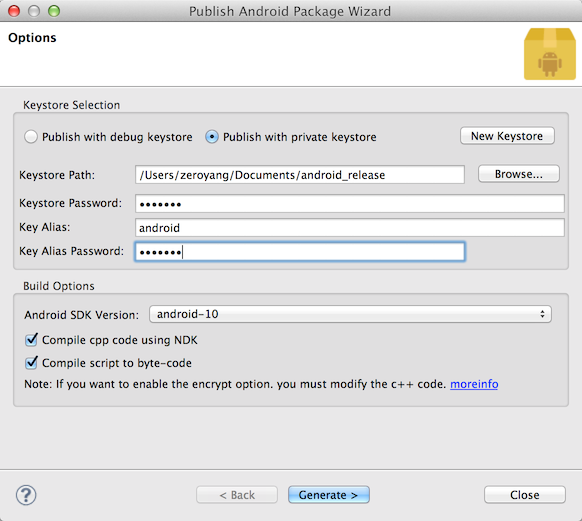 Publish Android Package Wizard
Options
Keystore Selection
Publish with debug keystore Publish with private keystore New Keystore
Keystore Path: /Users/zeroyang/Documents/android_release Browse...
Keystore Password: •••••••
Key Alias: android
Key Alias Password: •••••••
Build Options
Android SDK Version: android-10
Compile cpp code using NDK
Compile script to byte-code
Note: If you want to enable the encrypt option. you must modify the c++ code. moreinfo
? < Back Generate > Close